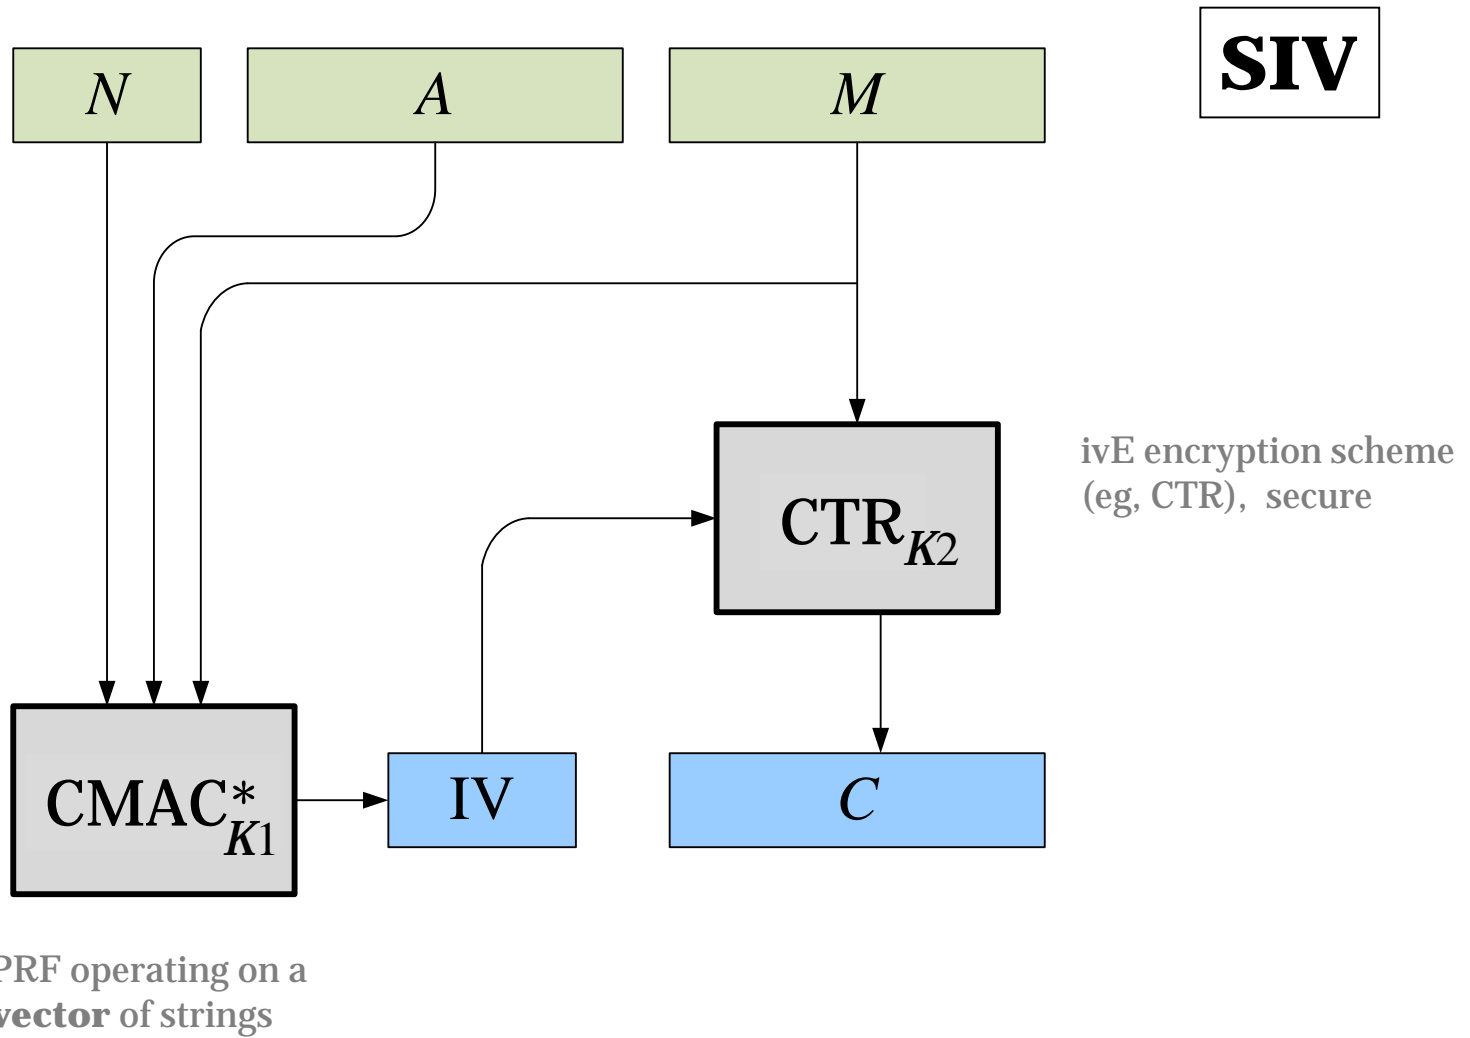 SIV
N
A
M
ivE encryption scheme
(eg, CTR), secure
CTR K2
CMAC* K1
IV
C
PRF operating on a
vector of strings